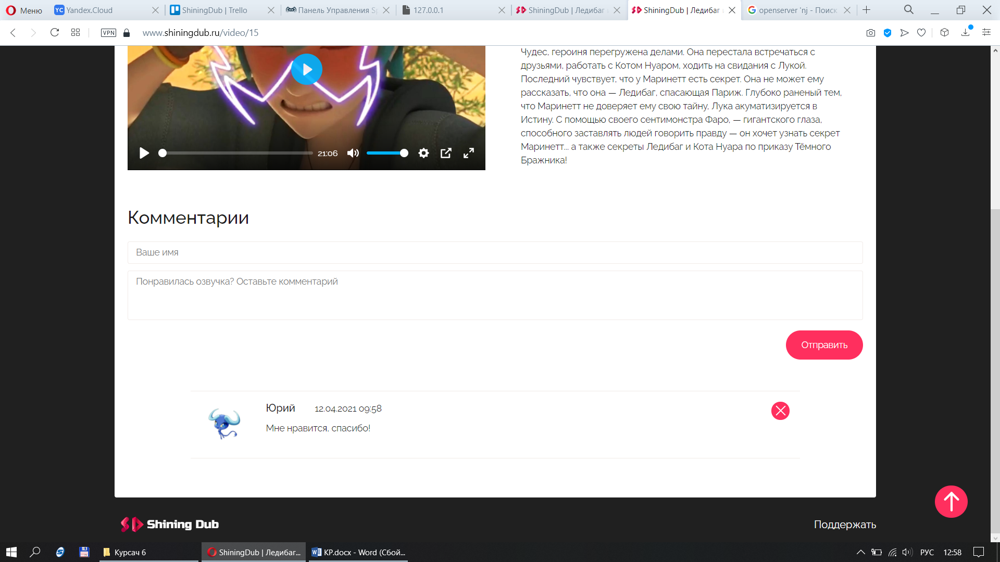 Меню
Yandex.Cloud
ShiningDub | Trello
Панель Управления Sp
127.0.0.1
ShiningDub | Ледибаг и
ShiningDub | Ледибаг и
openserver 'nj - Поиск
VPN
www.shiningdub.ru/video/15
Чудес, героиня перегружена делами. Она перестала встречаться с
друзьями, работать с Котом Нуаром, ходить на свидания с Лукой.
Последний чувствует, что у Маринетт есть секрет. Она не может ему
рассказать, что она — Ледибаг, спасающая Париж. Глубоко раненый тем,
что Маринетт не доверяет ему свою тайну, Лука акуматизируется в
Истину. С помощью своего сентимонстра Фаро, — гигантского глаза,
способного заставлять людей говорить правду — он хочет узнать секрет
Маринетт... а также секреты Ледибаг и Кота Нуара по приказу Тёмного
Бражника!
21:06
Комментарии
Ваше имя
Понравилась озвучка? Оставьте комментарий
Отправить
Юрий 12.04.2021 09:58
Мне нравится, спасибо!
Shining Dub
Поддержать
Курсач 6
ShiningDub | Ледибаг...
КР.docx - Word (Сбой...
РУС
12:58